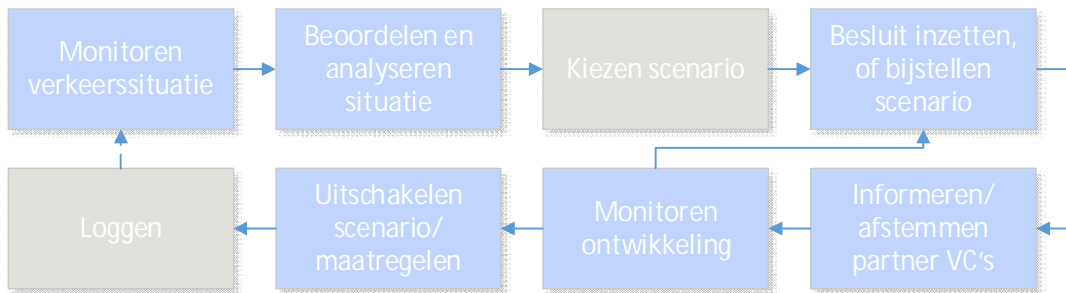 Monitoren
verkeerssituatie
Beoordelen en
analyseren
situatie
Kiezen scenario
Besluit inzetten,
of bijstellen
scenario
Loggen
Uitschakelen
scenario/
maatregelen
Monitoren
ontwikkeling
Informeren/
afstemmen
partner VC's